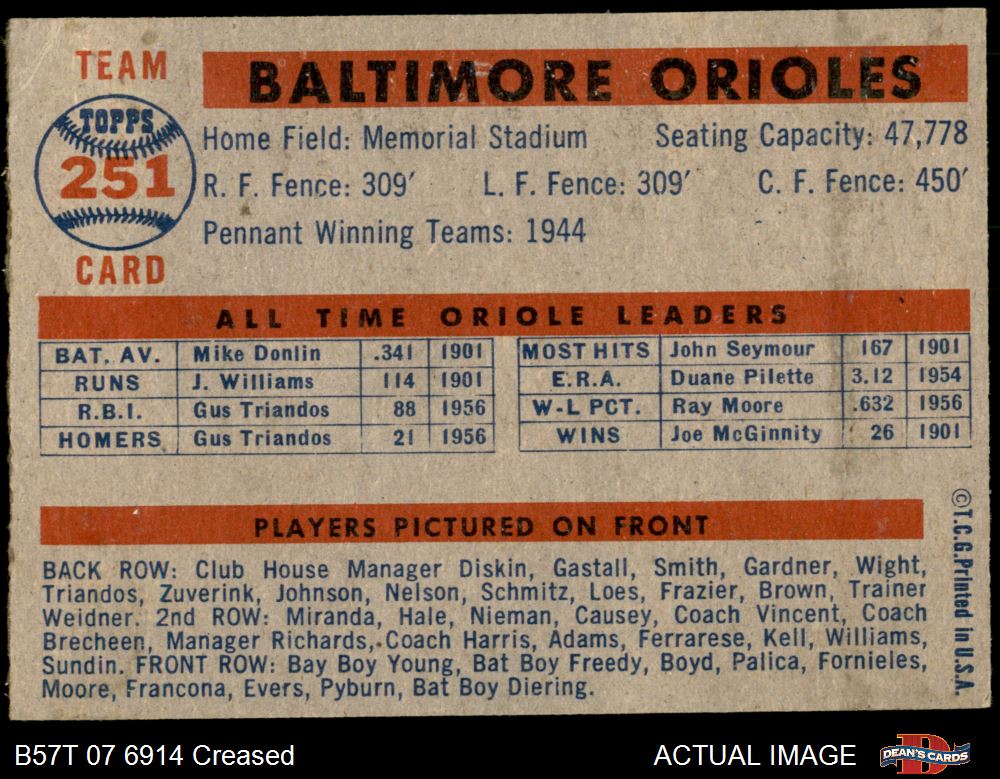 TEAM
TOPPS
251
CARD
BALTIMORE ORIOLES
Home Field: Memorial Stadium Seating Capacity: 47,778
R. F. Fence: 309′ L. F. Fence: 309′ C. F. Fence: 450′
Pennant Winning Teams: 1944
ALL TIME ORIOLE LEADERS
BAT. AV. Mike Donlin .341 1901 MOST HITS John Seymour 167 1901
RUNS J. Williams 114 1901 E.R.A. Duane Pilette 3.12 1954
R.B.I. Gus Triandos 88 1956 W-L PCT. Ray Moore .632 1956
HOMERS Gus Triandos 21 1956 WINS Joe McGinnity 26 1901
PLAYERS PICTURED ON FRONT
BACK ROW: Club House Manager Diskin, Gastall, Smith, Gardner, Wight,
Triandos, Zuverink, Johnson, Nelson, Schmitz, Loes, Frazier, Brown, Trainer
Weidner. 2nd ROW: Miranda, Hale, Nieman, Causey, Coach Vincent, Coach
Brecheen, Manager Richards, Coach Harris, Adams, Ferrarese, Kell, Williams,
Sundin. FRONT ROW: Bay Boy Young, Bat Boy Freedy, Boyd, Palica, Fornieles,
Moore, Francona, Evers, Pyburn, Bat Boy Diering.
©T.C.G. Printed in U.S.A.
B57T 07 6914 Creased ACTUAL IMAGE
D
DEAN'S CARDS